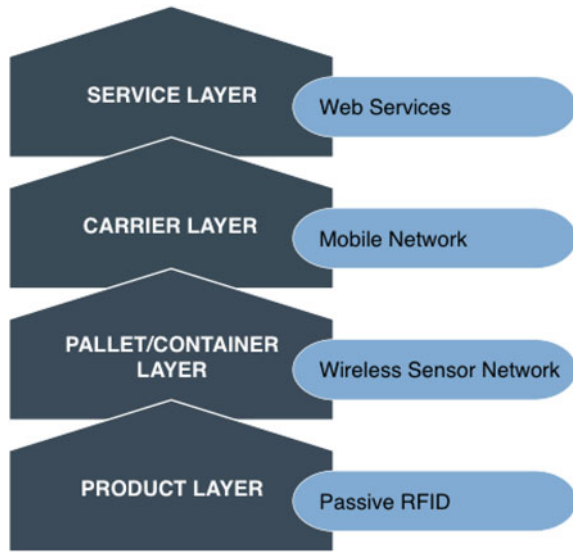 SERVICE LAYER
Web Services
CARRIER LAYER
Mobile Network
PALLET/CONTAINER
LAYER
Wireless Sensor Network
PRODUCT LAYER
Passive RFID